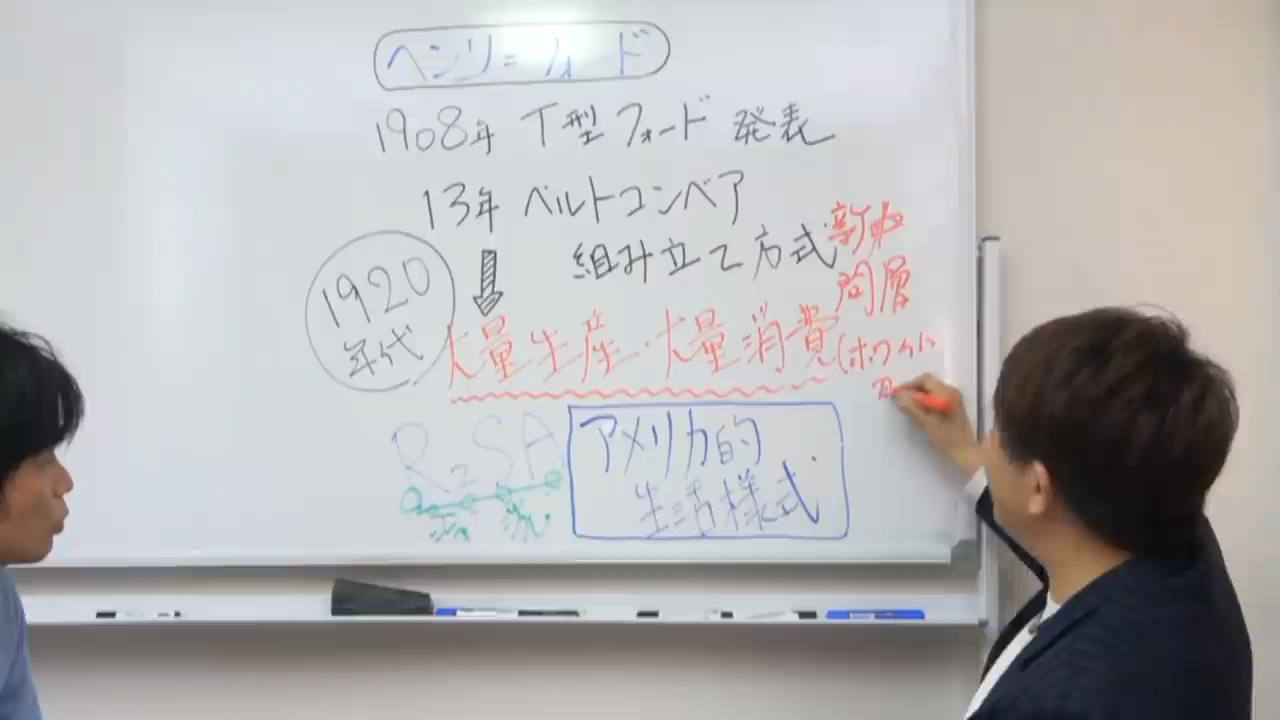 ヘンリ=フォード
1908年 T型フォード 発表
13年 ベルトコンベア
組み立て方式
1920
年代
大量生産・大量消費
新中
間層
(ホワイト
アメリカ的
生活様式
R2SA